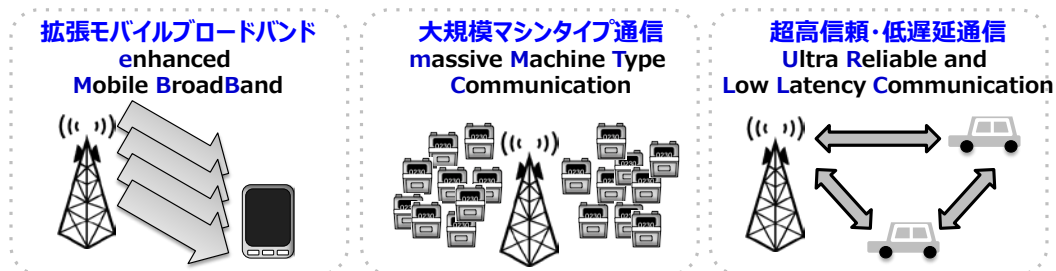 拡張モバイルブロードバンド
enhanced
Mobile BroadBand
大規模マシンタイプ通信
massive Machine Type
Communication
超高信頼・低遅延通信
Ultra Reliable and
Low Latency Communication